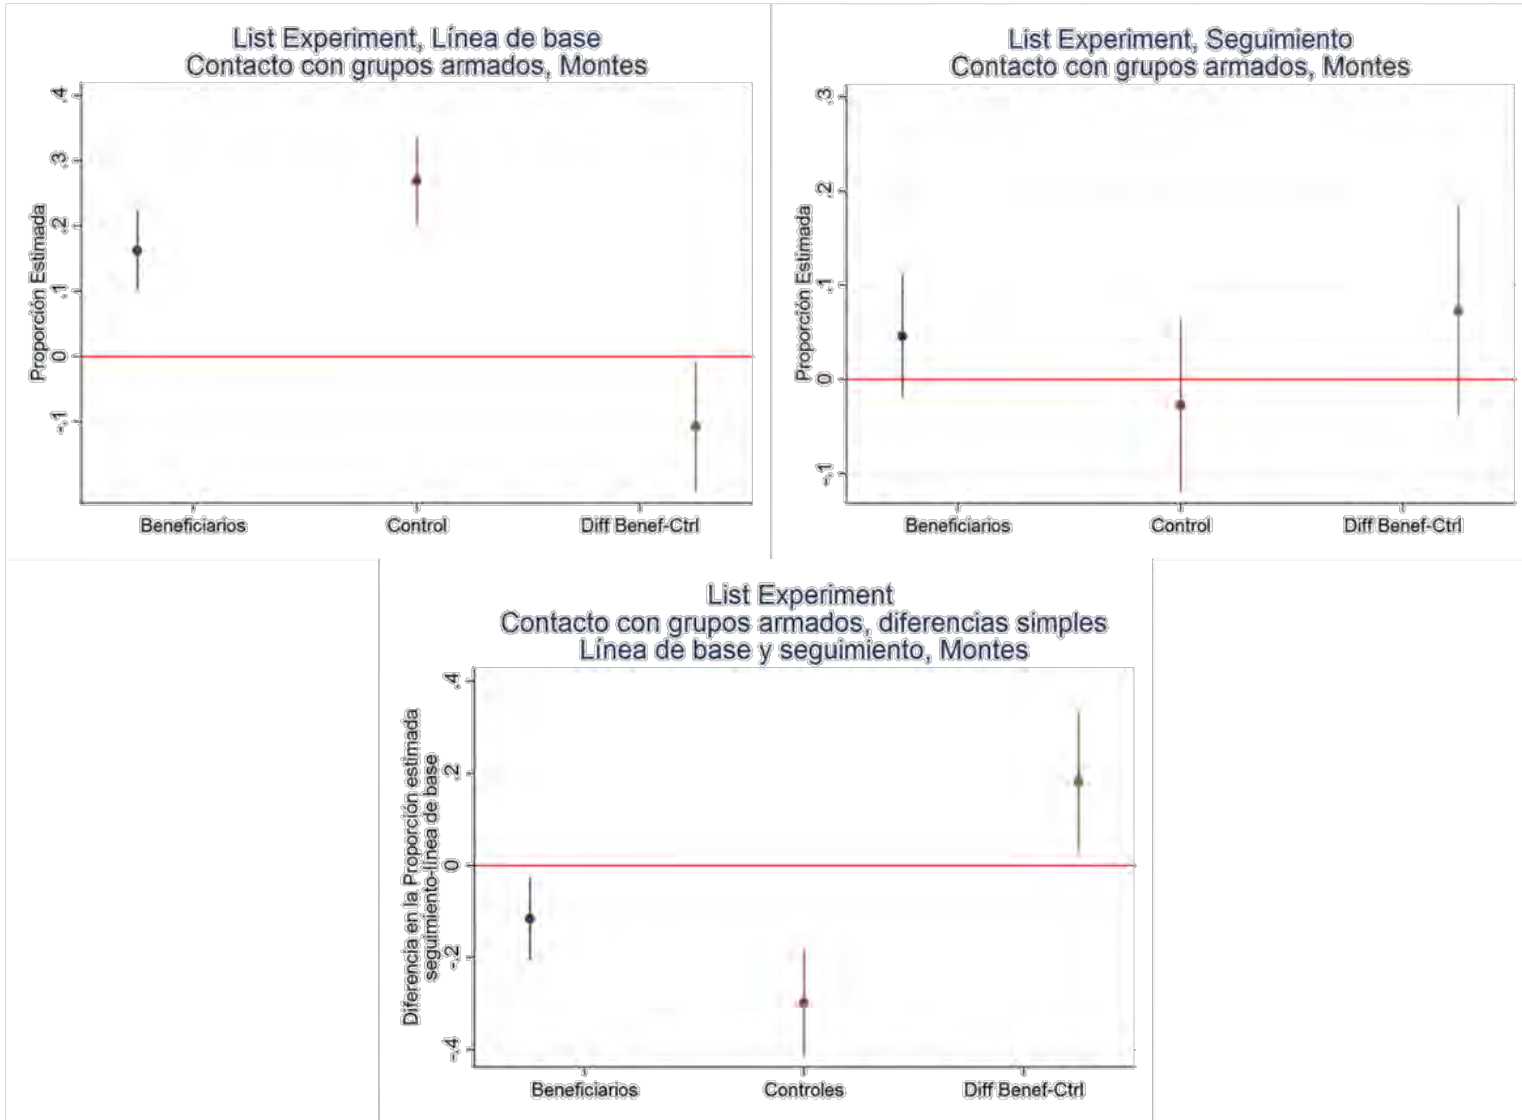 List Experiment, Línea de base
Contacto con grupos armados, Montes
Proporción Estimada
.4
.3
.2
.1
0
-.1
Beneficiarios
Control
Diff Benef-Ctrl
List Experiment, Seguimiento
Contacto con grupos armados, Montes
Proporción Estimada
.3
.2
.1
0
-.1
Beneficiarios
Control
Diff Benef-Ctrl
List Experiment
Contacto con grupos armados, diferencias simples
Línea de base y seguimiento, Montes
Diferencia en la Proporción estimada
seguimiento-línea de base
.4
.2
0
-.2
-.4
Beneficiarios
Controles
Diff Benef-Ctrl